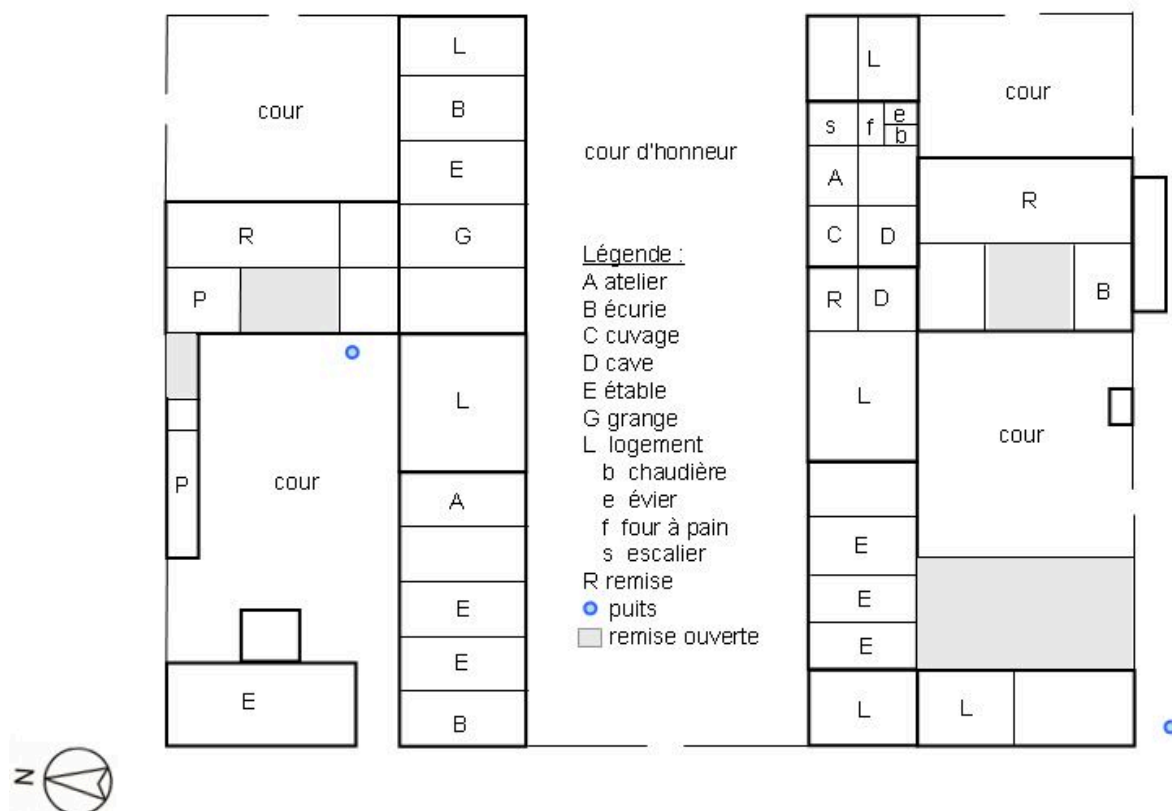 L
B
E
G
L
A
E
E
B
cour
R
P
P
cour
E
N
cour d'honneur
Légende :
A atelier
B écurie
C cuvage
D cave
E étable
G grange
L logement
b chaudière
e évier
f four à pain
s escalier
R remise
puits
remise ouverte
L
s f e
b
A
C D
R D
L
E
E
E
L
cour
R
B
cour
L